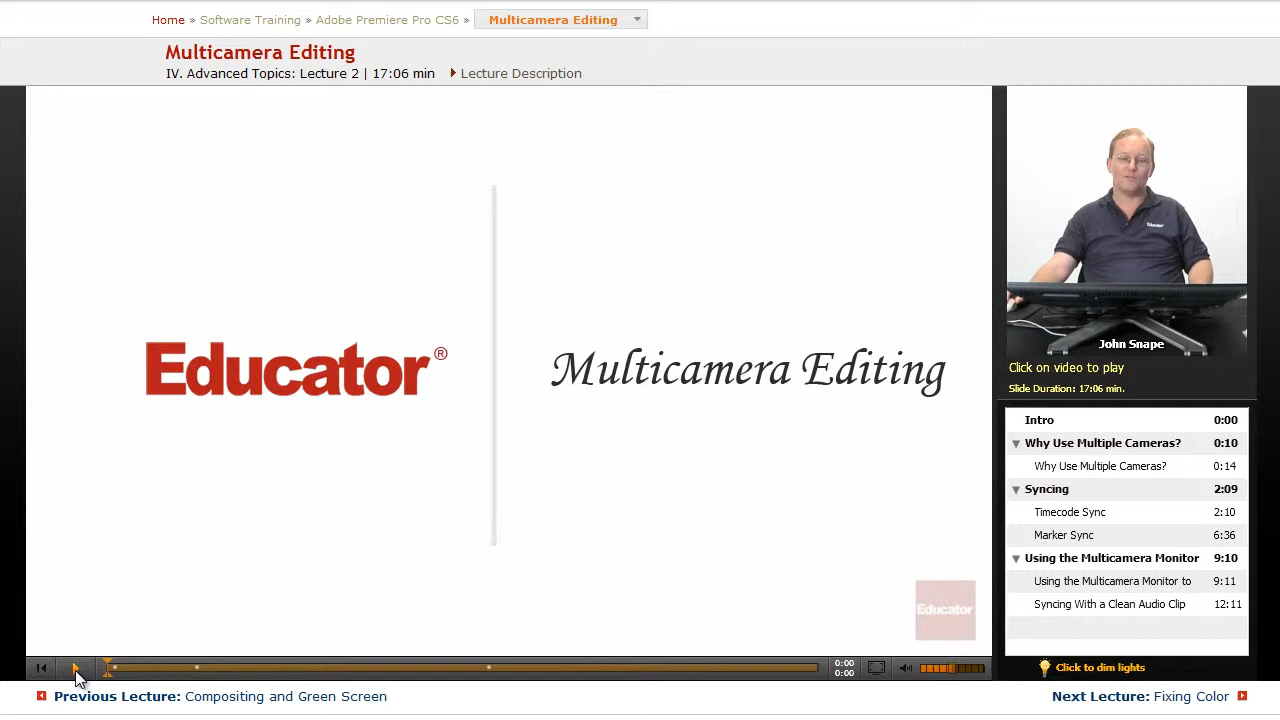 Home » Software Training » Adobe Premiere Pro CS6 » Multicamera Editing
Multicamera Editing
IV. Advanced Topics: Lecture 2 | 17:06 min Lecture Description
Educator®
Multicamera Editing
Educator
Educator
John Snape
Click on video to play
Slide Duration: 17:06 min.
Intro 0:00
Why Use Multiple Cameras? 0:10
Why Use Multiple Cameras? 0:14
Syncing 2:09
Timecode Sync 2:10
Marker Sync 6:36
Using the Multicamera Monitor 9:10
Using the Multicamera Monitor to 9:11
Syncing With a Clean Audio Clip 12:11
0:00
0:00
Click to dim lights
Previous Lecture: Compositing and Green Screen
Next Lecture: Fixing Color